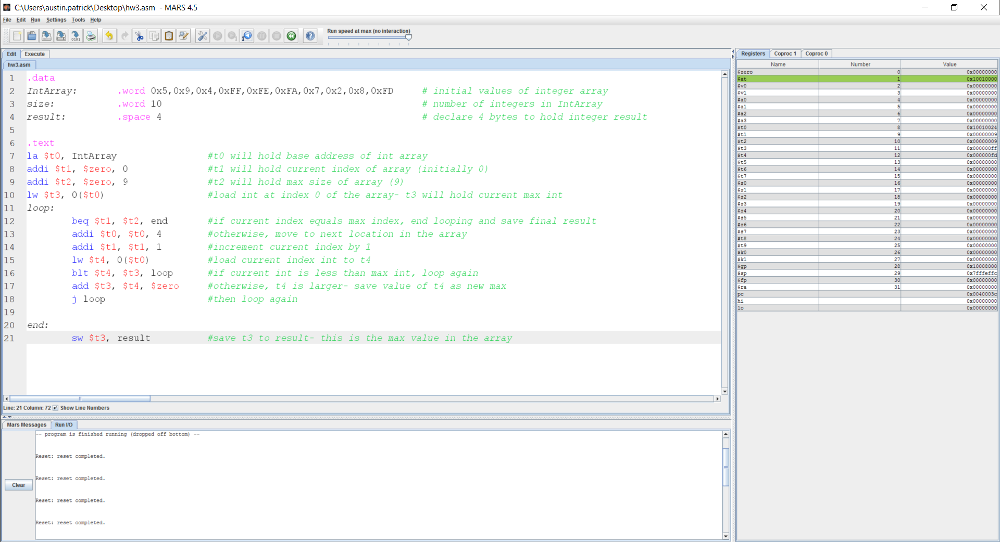 C:\Users\austin.patrick\Desktop\hw3.asm - MARS 4.5
File Edit Run Settings Tools Help
Run speed at max (no interaction)
Edit Execute
hw3.asm
1 .data
2 IntArray: .word 0x5,0x9,0x4,0xFF,0xFE,0xFA,0x7,0x2,0x8,0xFD # initial values of integer array
3 size: .word 10 # number of integers in IntArray
4 result: .space 4 # declare 4 bytes to hold integer result
5
6 .text
7 la $t0, IntArray #t0 will hold base address of int array
8 addi $t1, $zero, 0 #t1 will hold current index of array (initially 0)
9 addi $t2, $zero, 9 #t2 will hold max size of array (9)
10 lw $t3, 0($t0) #load int at index 0 of the array- t3 will hold current max int
11 loop:
12 beq $t1, $t2, end #if current index equals max index, end looping and save final result
13 addi $t0, $t0, 4 #otherwise, move to next location in the array
14 addi $t1, $t1, 1 #increment current index by 1
15 lw $t4, 0($t0) #load current index int to t4
16 blt $t4, $t3, loop #if current int is less than max int, loop again
17 add $t3, $t4, $zero #otherwise, t4 is larger- save value of t4 as new max
18 j loop #then loop again
19
20 end:
21 sw $t3, result #save t3 to result- this is the max value in the array
Line: 21 Column: 72 Show Line Numbers
Mars Messages Run I/O
-- program is finished running (dropped off bottom) --
Reset: reset completed.
Reset: reset completed.
Clear
Reset: reset completed.
Reset: reset completed.
Registers Coproc 1 Coproc 0
Name Number Value
$zero 0 0x00000000
$at 1 0x10010000
$v0 2 0x00000000
$v1 3 0x00000000
$a0 4 0x00000000
$a1 5 0x00000000
$a2 6 0x00000000
$a3 7 0x00000000
$t0 8 0x10010024
$t1 9 0x00000009
$t2 10 0x00000009
$t3 11 0x000000ff
$t4 12 0x000000fd
$t5 13 0x00000000
$t6 14 0x00000000
$t7 15 0x00000000
$s0 16 0x00000000
$s1 17 0x00000000
$s2 18 0x00000000
$s3 19 0x00000000
$s4 20 0x00000000
$s5 21 0x00000000
$s6 22 0x00000000
$s7 23 0x00000000
$t8 24 0x00000000
$t9 25 0x00000000
$k0 26 0x00000000
$k1 27 0x00000000
$gp 28 0x10008000
$sp 29 0x7fffeffc
$fp 30 0x00000000
$ra 31 0x00000000
pc 0x0040003c
hi 0x00000000
lo 0x00000000